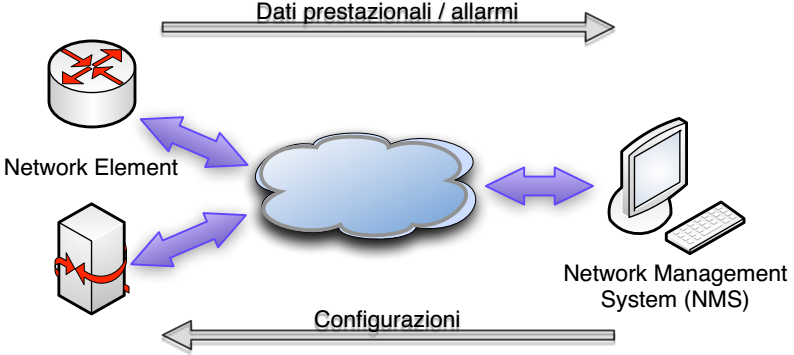 Dati prestazionali / allarmi
Network Element
Network Management
System (NMS)
Configurazioni